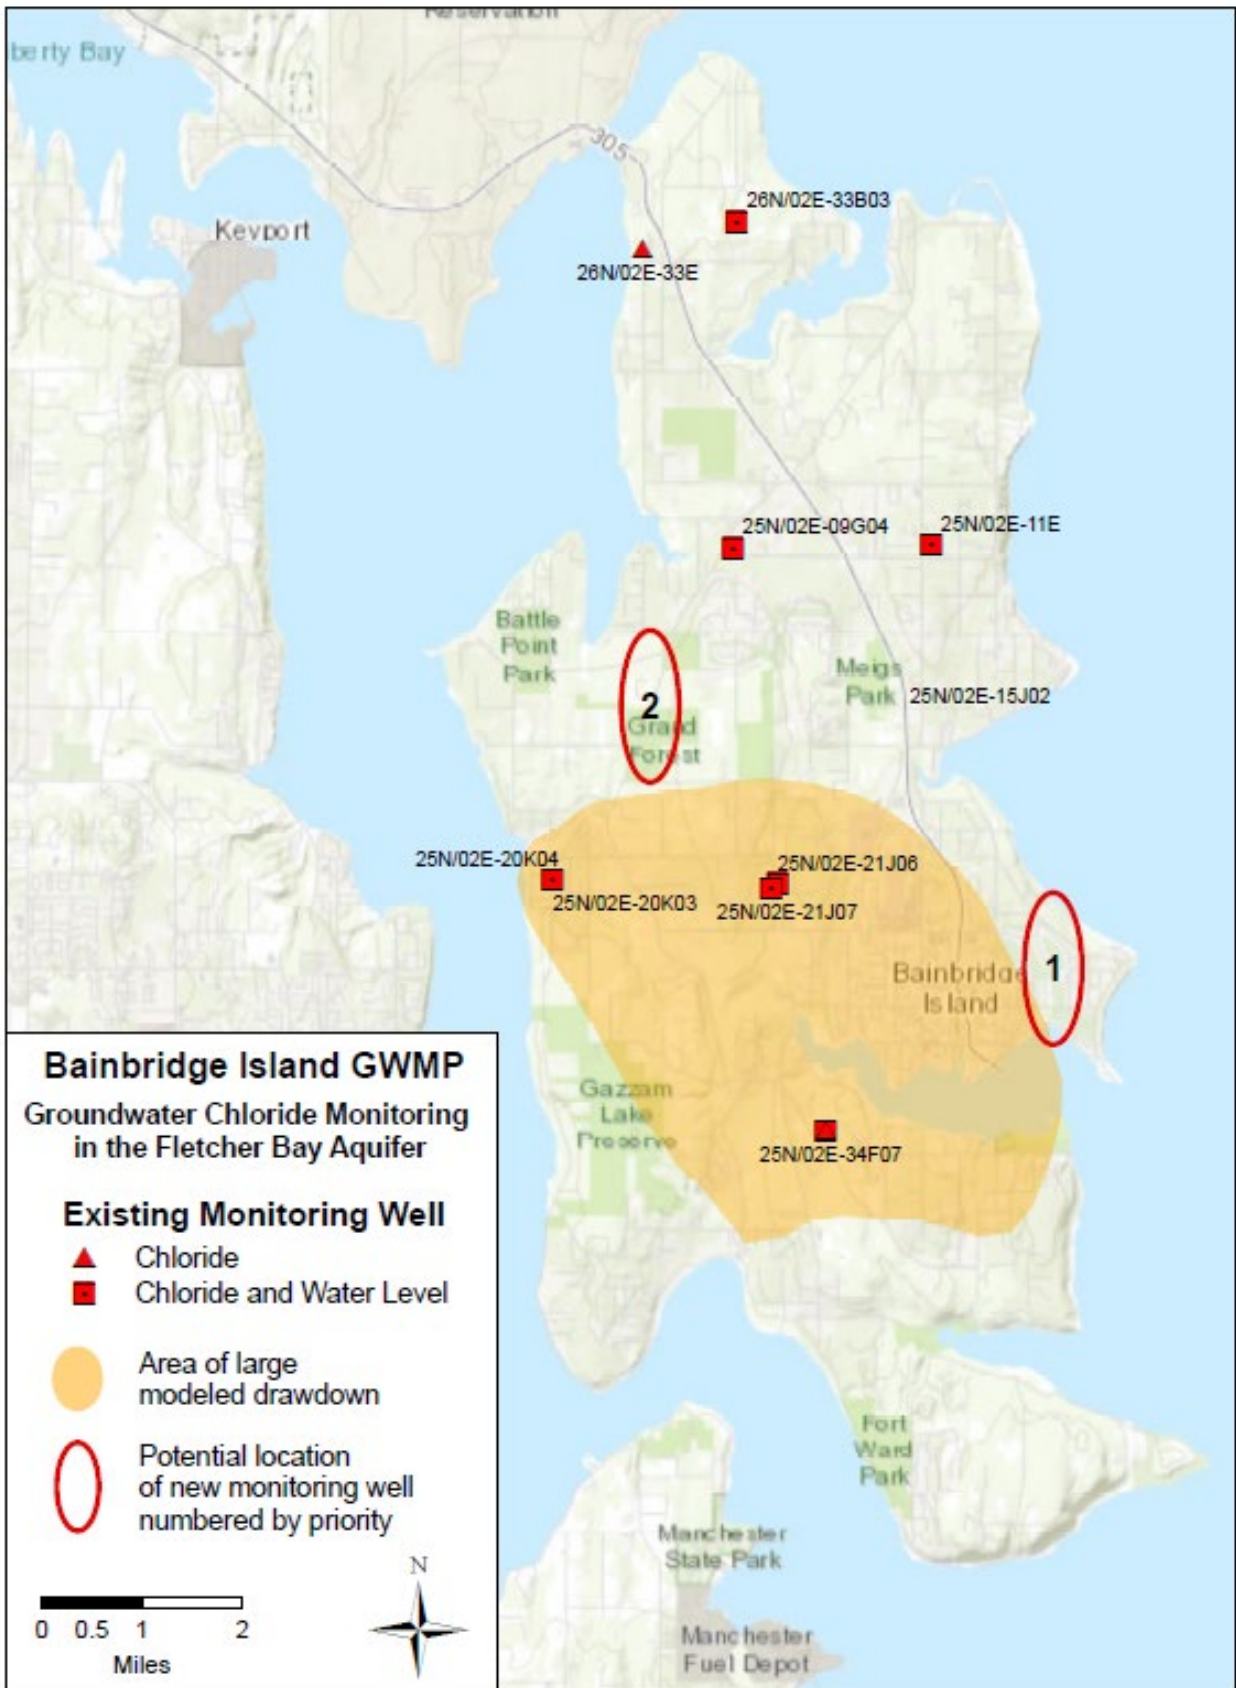 Reservation
berty Bay
305
26N/02E-33B03
Keyport
26N/02E-33E
25N/02E-09G04
25N/02E-11E
Battle
Point
Park
Meigs
Park
25N/02E-15J02
2
Grand
Forest
25N/02E-20K04
25N/02E-21J06
25N/02E-20K03
25N/02E-21J07
Bainbridge
Island
1
Gazzam
Lake
Preserve
25N/02E-34F07
Fort
Ward
Park
Manchester
State Park
Manchester
Fuel Depot
Bainbridge Island GWMP
Groundwater Chloride Monitoring
in the Fletcher Bay Aquifer
Existing Monitoring Well
Chloride
Chloride and Water Level
Area of large
modeled drawdown
Potential location
of new monitoring well
numbered by priority
N
0 0.5 1 2
Miles